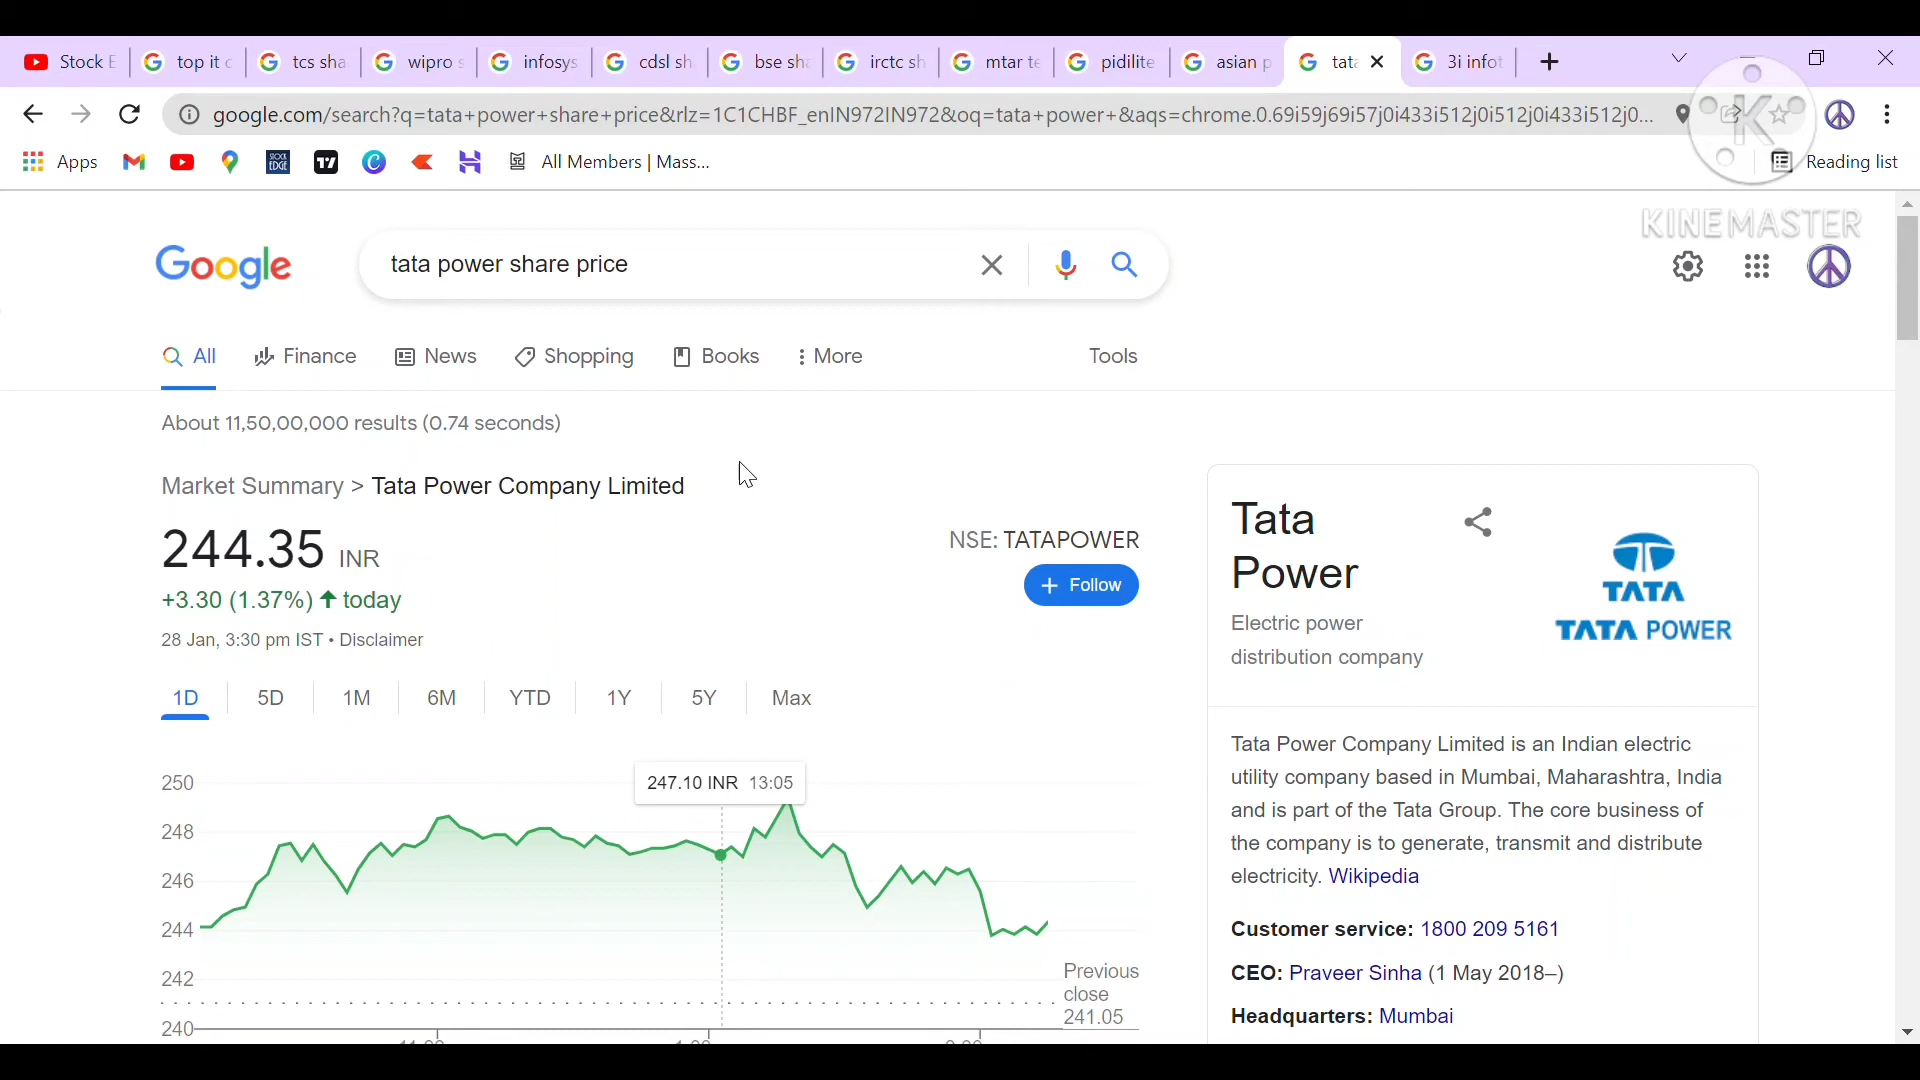 Stock E
top it c
tcs sha
wipro s
infosys
cdsl sh
bse sha
irctc sh
mtar te
pidilite
asian p
tata
3i infot
google.com/search?q=tata+power+share+price&rlz=1C1CHBF_enIN972IN972&oq=tata+power+&aqs=chrome.0.69i59j69i57j0i433i512j0i512j0i433i512j0...
Apps
STOCK
EDGE
All Members | Mass...
Reading list
KINEMASTER
Google
tata power share price
All
Finance
News
Shopping
Books
More
Tools
About 11,50,00,000 results (0.74 seconds)
Market Summary > Tata Power Company Limited
244.35 INR
NSE: TATAPOWER
+3.30 (1.37%) today
Follow
28 Jan, 3:30 pm IST • Disclaimer
1D
5D
1M
6M
YTD
1Y
5Y
Max
247.10 INR 13:05
250
248
246
244
242
240
Previous
close
241.05
Tata
Power
Electric power
distribution company
TATA
TATA POWER
Tata Power Company Limited is an Indian electric
utility company based in Mumbai, Maharashtra, India
and is part of the Tata Group. The core business of
the company is to generate, transmit and distribute
electricity. Wikipedia
Customer service: 1800 209 5161
CEO: Praveer Sinha (1 May 2018–)
Headquarters: Mumbai